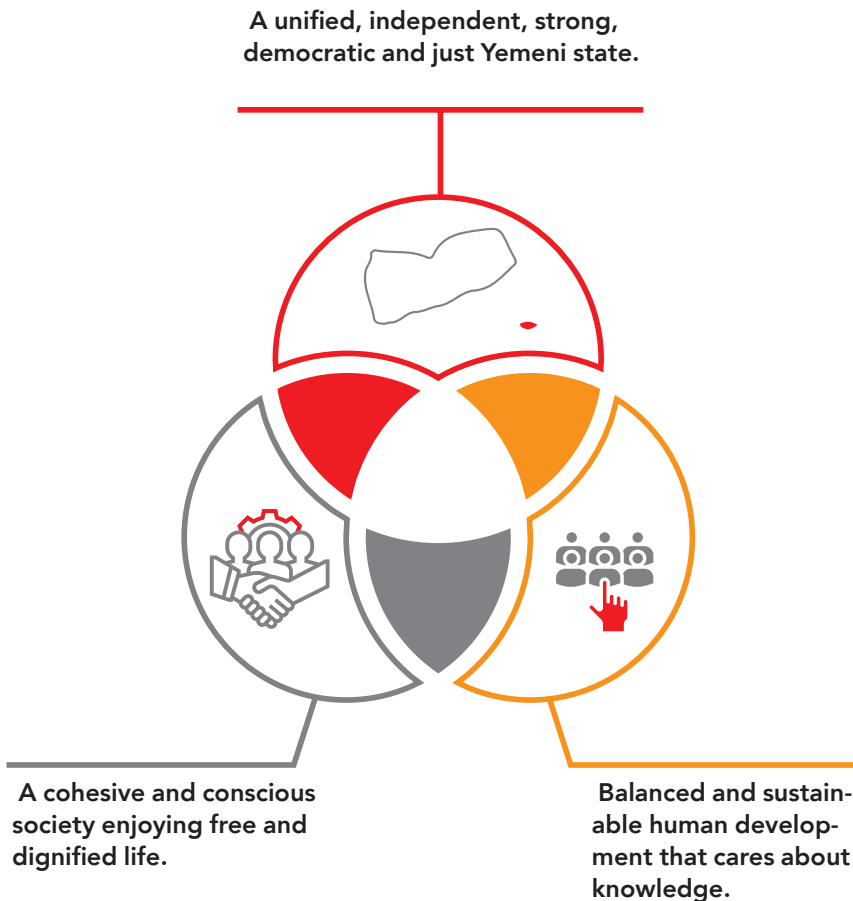 A unified, independent, strong,
democratic and just Yemeni state.
A cohesive and conscious
society enjoying free and
dignified life.
Balanced and sustain-
able human develop-
ment that cares about
knowledge.